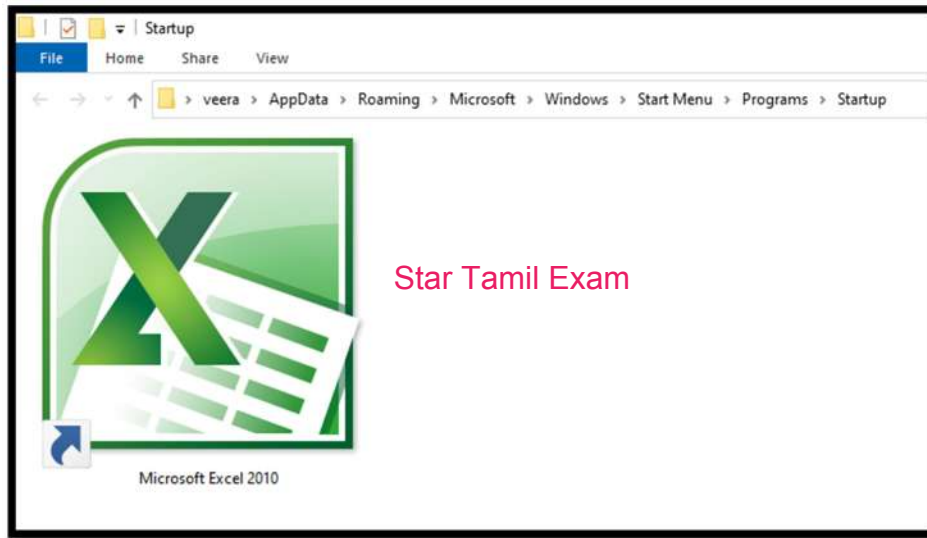 Startup
File Home Share View
veera > AppData > Roaming > Microsoft > Windows > Start Menu > Programs > Startup
Star Tamil Exam
Microsoft Excel 2010